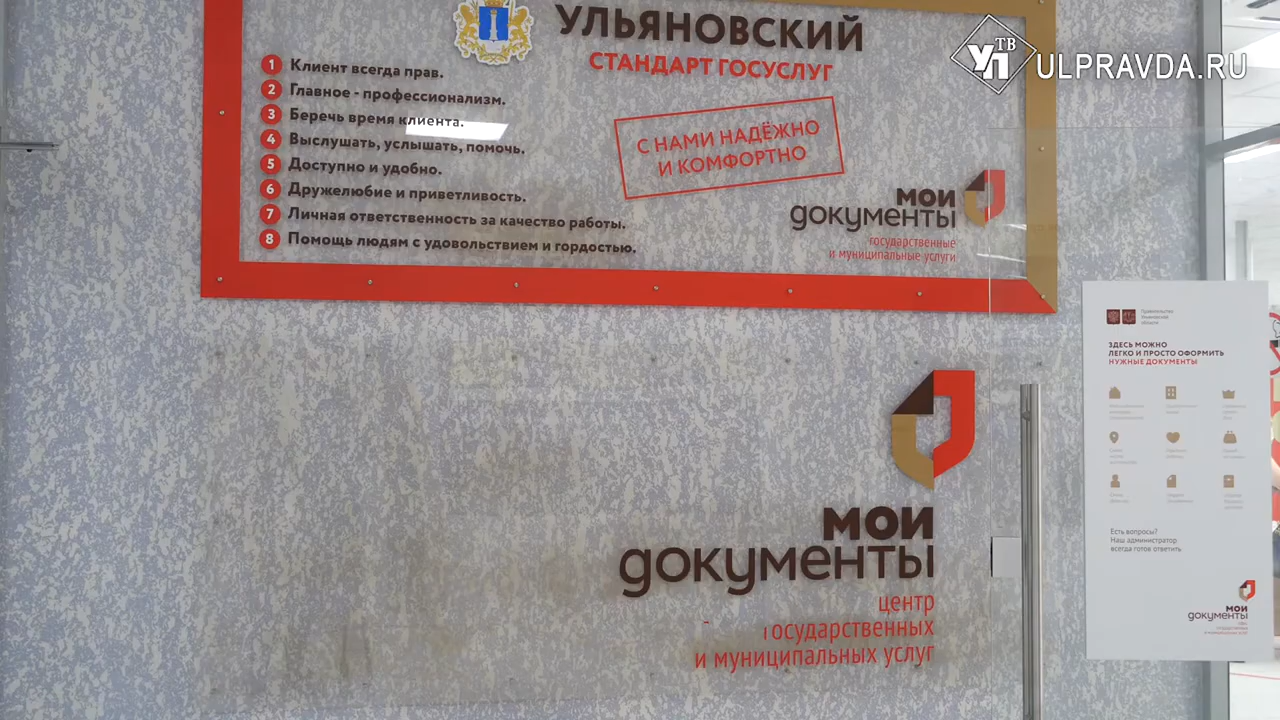 УЛЬЯНОВСКИЙ
СТАНДАРТ ГОСУСЛУГ
УП ТВ ULPRAVDA.RU
1 Клиент всегда прав.
2 Главное - профессионализм.
3 Беречь время клиента.
4 Выслушать, услышать, помочь.
5 Доступно и удобно.
6 Дружелюбие и приветливость.
7 Личная ответственность за качество работы.
8 Помощь людям с удовольствием и гордостью.
С НАМИ НАДЁЖНО
И КОМФОРТНО
мои
документы
государственные
и муниципальные услуги
мои
документы
центр
государственных
и муниципальных услуг
Правительство
Ульяновской
области
ЗДЕСЬ МОЖНО
ЛЕГКО И ПРОСТО ОФОРМИТЬ
НУЖНЫЕ ДОКУМЕНТЫ
Есть вопросы?
Наш администратор
всегда готов ответить
мои
документы